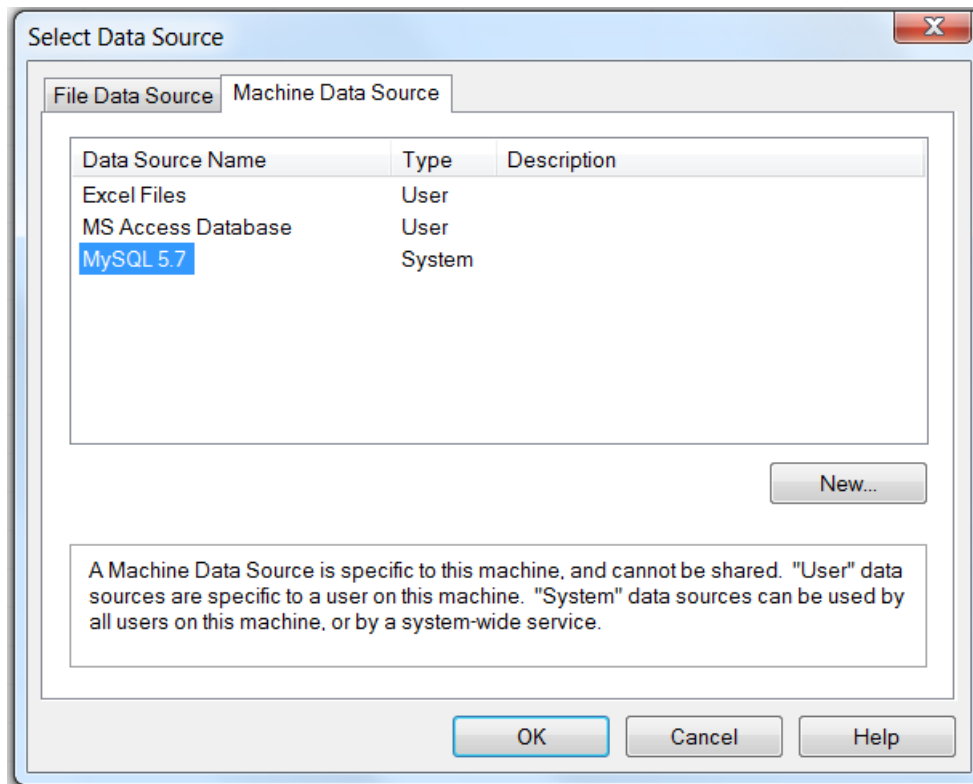 Select Data Source
File Data Source Machine Data Source
Data Source Name Type Description
Excel Files User
MS Access Database User
MySQL 5.7 System
New...
A Machine Data Source is specific to this machine, and cannot be shared.  "User" data
sources are specific to a user on this machine.  "System" data sources can be used by
all users on this machine, or by a system-wide service.
OK Cancel Help